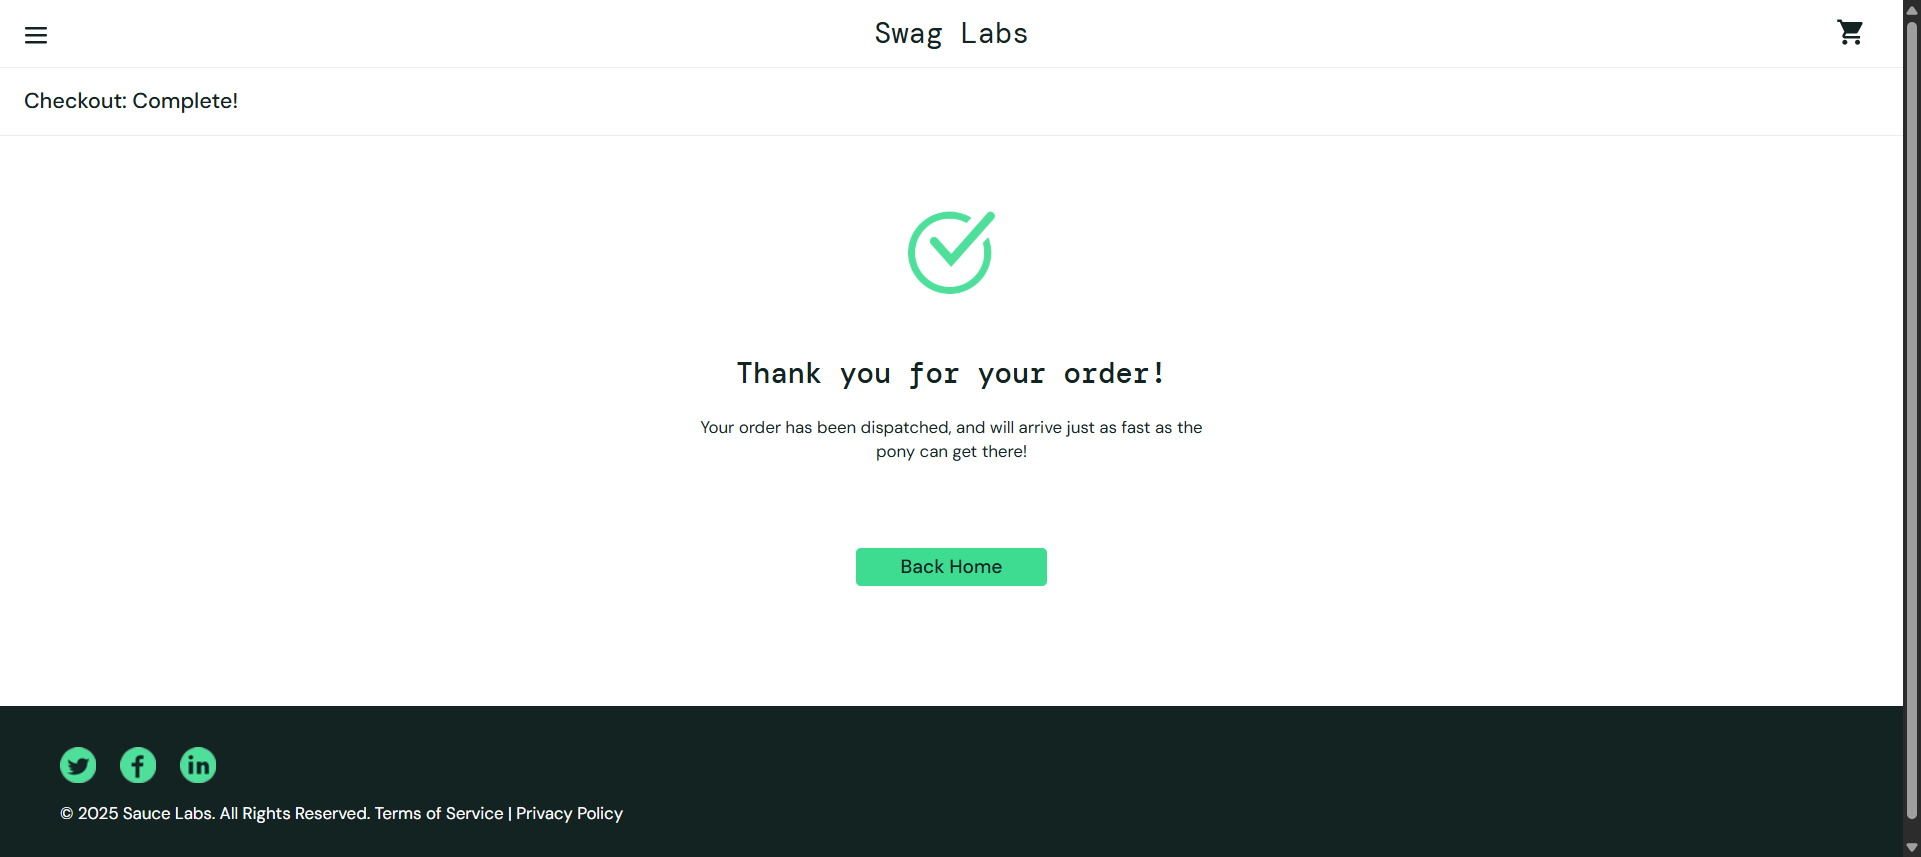 Swag Labs
Checkout: Complete!
Thank you for your order!
Your order has been dispatched, and will arrive just as fast as the
pony can get there!
Back Home
© 2025 Sauce Labs. All Rights Reserved. Terms of Service | Privacy Policy